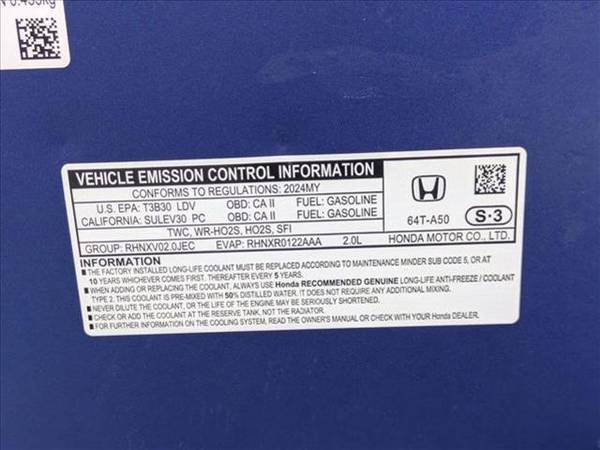 0.455kg
VEHICLE EMISSION CONTROL INFORMATION
CONFORMS TO REGULATIONS: 2024MY
U.S. EPA: T3B30 LDV OBD: CA II FUEL: GASOLINE
CALIFORNIA: SULEV30 PC OBD: CA II FUEL: GASOLINE
TWC, WR-HO2S, HO2S, SFI
GROUP: RHNXV02.0JEC EVAP: RHNXR0122AAA 2.0L
64T-A50
S·3
HONDA MOTOR CO., LTD.
INFORMATION
■ THE FACTORY INSTALLED LONG-LIFE COOLANT MUST BE REPLACED ACCORDING TO MAINTENANCE MINDER SUB CODE 5, OR AT
10 YEARS WHICHEVER COMES FIRST. THEREAFTER EVERY 5 YEARS.
■ WHEN ADDING OR REPLACING THE COOLANT, ALWAYS USE Honda RECOMMENDED GENUINE LONG-LIFE ANTI-FREEZE / COOLANT
TYPE 2. THIS COOLANT IS PRE-MIXED WITH 50% DISTILLED WATER. IT DOES NOT REQUIRE ANY ADDITIONAL MIXING.
■ NEVER DILUTE THE COOLANT, OR THE LIFE OF THE ENGINE MAY BE SERIOUSLY SHORTENED.
■ CHECK OR ADD COOLANT AT THE RESERVE TANK, NOT THE RADIATOR.
■ FOR FURTHER INFORMATION ON THE COOLING SYSTEM, READ THE OWNER'S MANUAL OR CHECK WITH YOUR Honda DEALER.